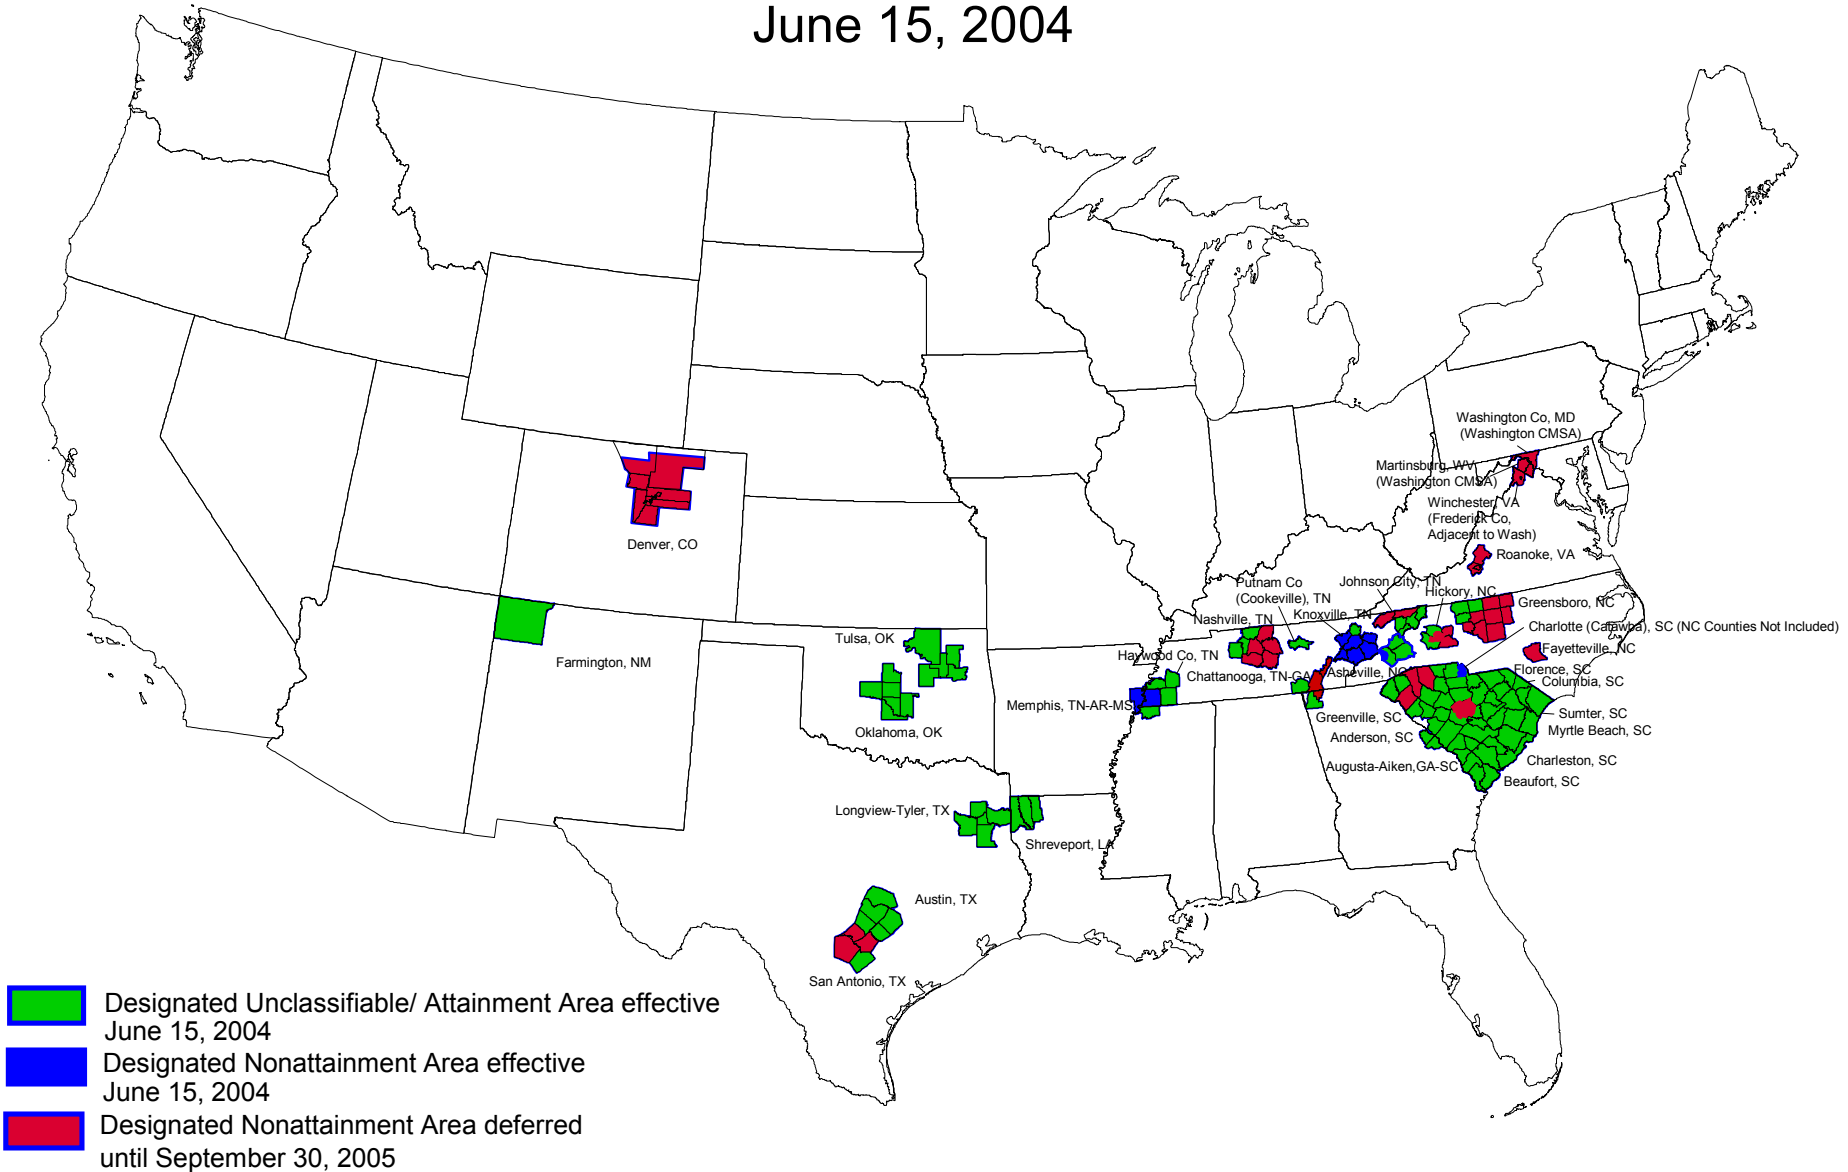 June 15, 2004
Washington Co, MD
(Washington CMSA)
Martinsburg, WV
(Washington CMSA)
Winchester, VA
(Frederick Co,
Adjacent to Wash)
Roanoke, VA
Denver, CO
Farmington, NM
Tulsa, OK
Oklahoma, OK
Putnam Co
(Cookeville), TN
Johnson City, TN
Hickory, NC
Nashville, TN
Knoxville, TN
Greensboro, NC
Charlotte (Catawba), SC (NC Counties Not Included)
Fayetteville, NC
Haywood Co, TN
Chattanooga, TN-GA
Asheville, NC
Florence, SC
Columbia, SC
Memphis, TN-AR-MS
Greenville, SC
Sumter, SC
Anderson, SC
Myrtle Beach, SC
Augusta-Aiken,GA-SC
Charleston, SC
Beaufort, SC
Longview-Tyler, TX
Shreveport, LA
Austin, TX
San Antonio, TX
Designated Unclassifiable/ Attainment Area effective
June 15, 2004
Designated Nonattainment Area effective
June 15, 2004
Designated Nonattainment Area deferred
until September 30, 2005